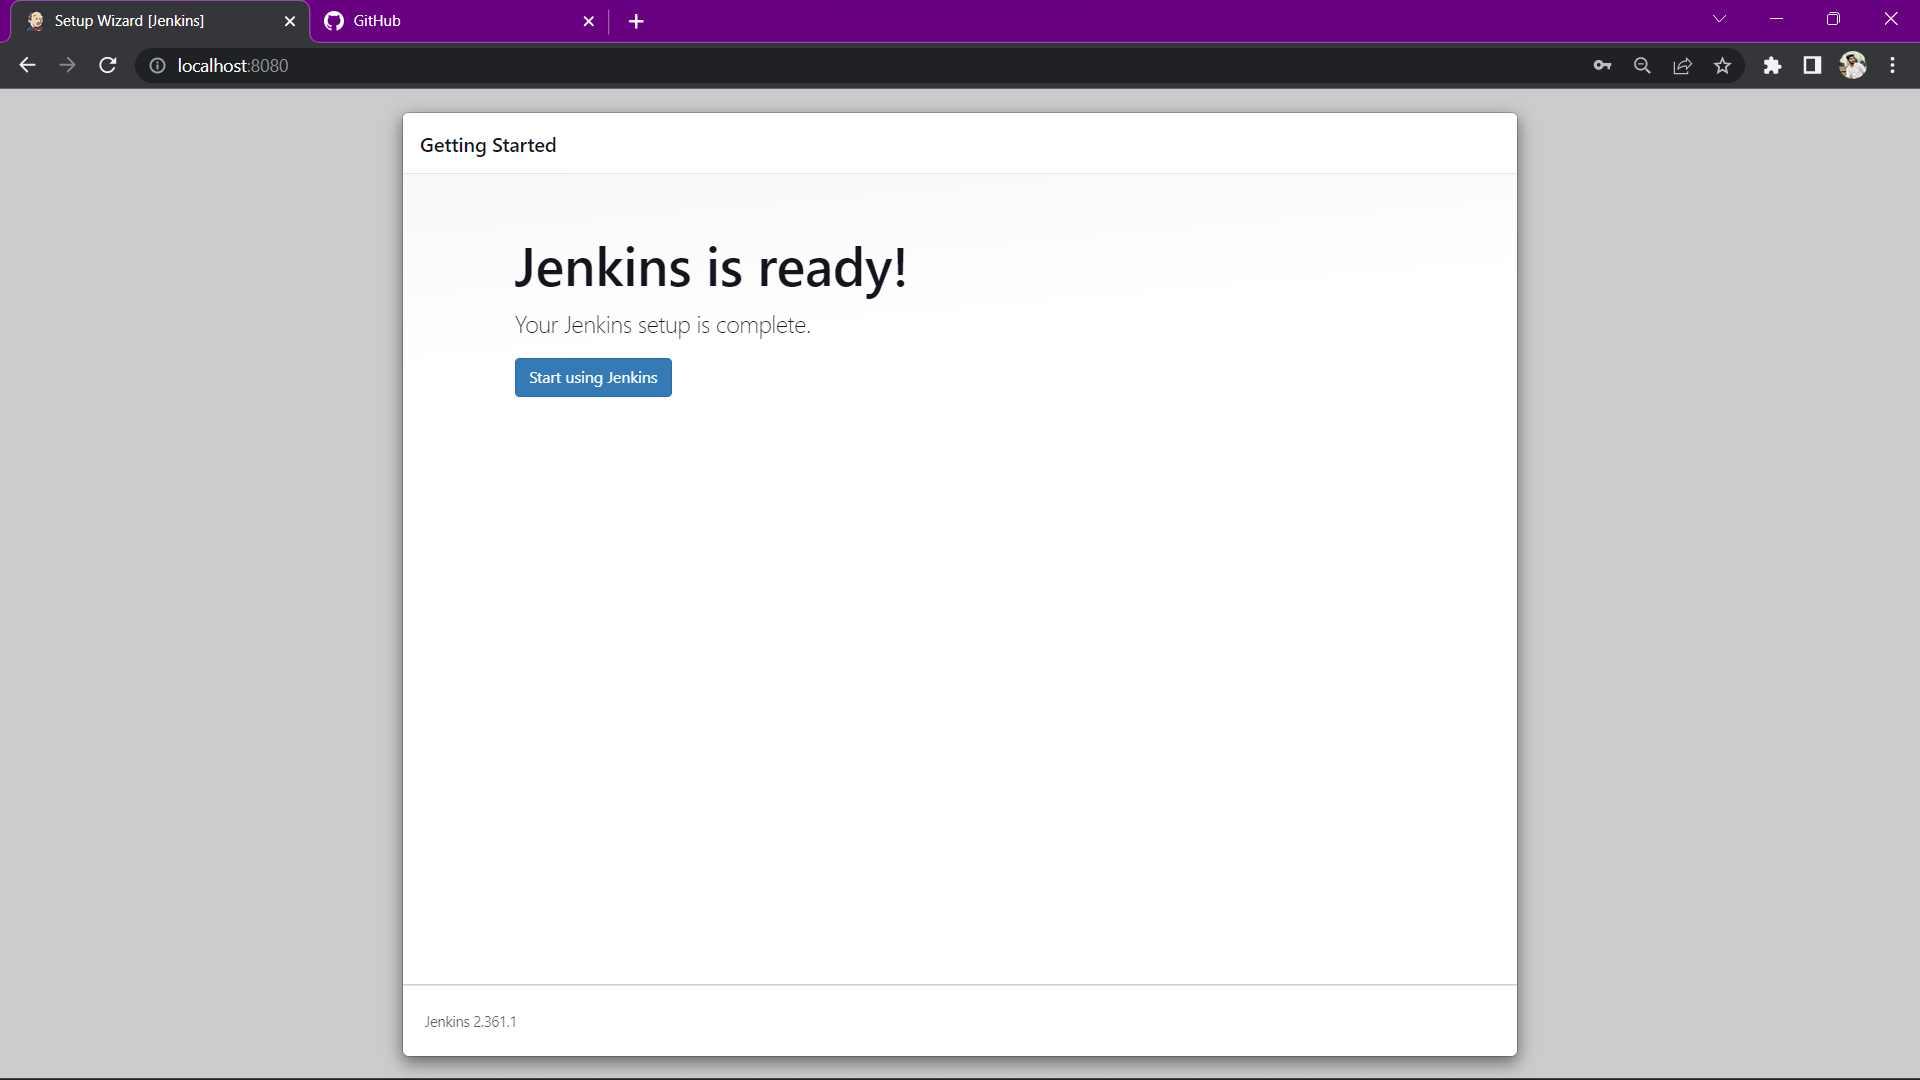 Setup Wizard [Jenkins]
GitHub
localhost:8080
Getting Started
Jenkins is ready!
Your Jenkins setup is complete.
Start using Jenkins
Jenkins 2.361.1